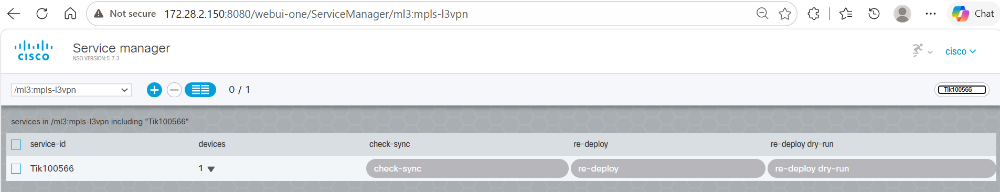 Not secure 172.28.2.150:8080/webui-one/ServiceManager/ml3:mpls-l3vpn Chat
CISCO Service manager cisco
NSO VERSION:5.7.3
/ml3:mpls-l3vpn 0 / 1 Tik100566
services in /ml3:mpls-l3vpn including "Tik100566"
service-id devices check-sync re-deploy re-deploy dry-run
Tik100566 1 check-sync re-deploy re-deploy dry-run